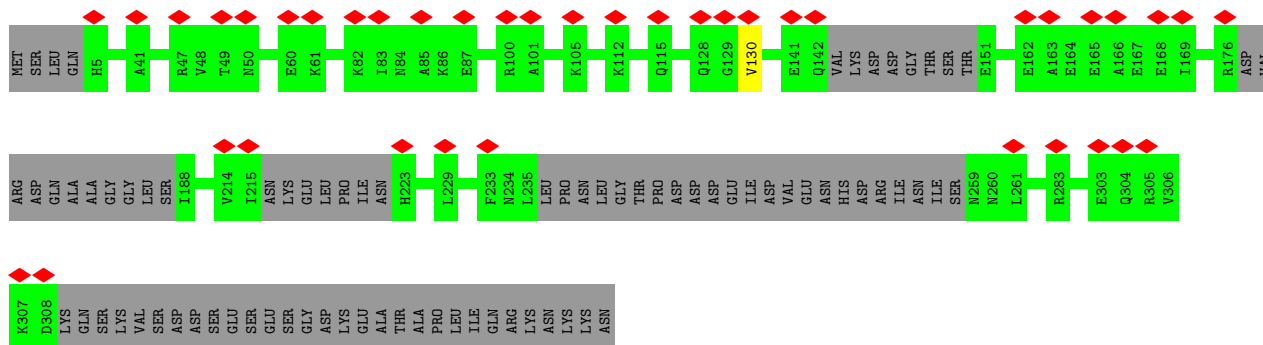 MET SER LEU GLN H5 A41 R47 V48 T49 N50 E60 K61 K82 I83 N84 A85 K86 E87 R100 A101 K105 K112 Q115 Q128 G129 V130 E141 Q142 VAL LYS ASP ASP GLY THR SER THR E151 E162 A163 E164 E165 A166 E167 E168 I169 R176 ASP VAL
ARG ASP GLN ALA ALA GLY GLY LEU SER I188 V214 I215 ASN LYS GLU LEU PRO ILE ASN H223 L229 F233 N234 L235 LEU PRO ASN LEU GLY THR PRO ASP ASP ASP GLU ILE ASP VAL GLU ASN HIS ASP ARG ILE ASN ILE SER N259 N260 L261 R283 E303 Q304 R305 V306
K307 D308 LYS GLN SER LYS VAL SER ASP ASP SER GLU SER GLU SER GLY ASP LYS GLU ALA THR ALA PRO LEU ILE GLN ARG LYS ASN LYS LYS ASN